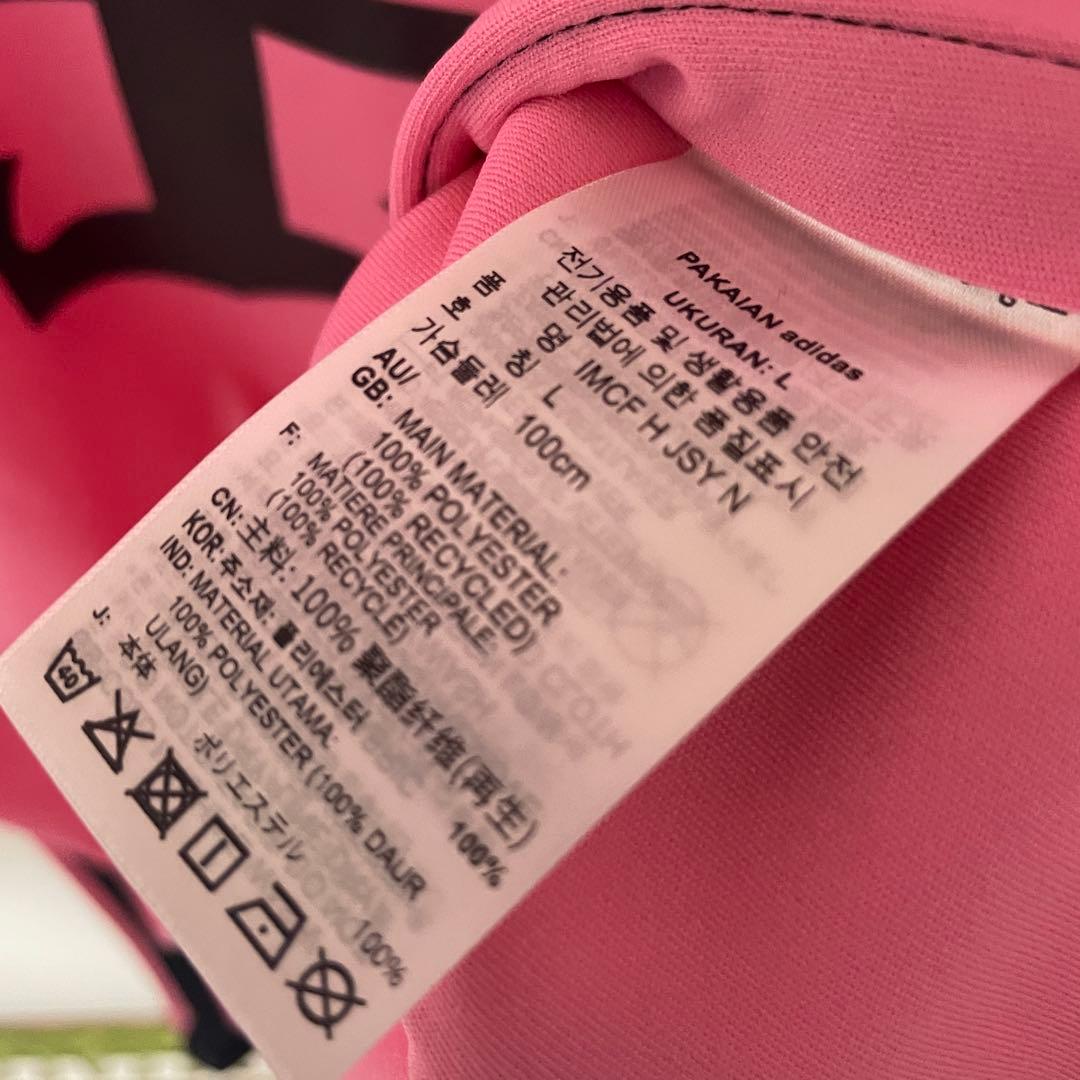 PAKAIAN adidas
UKURAN: L
전기용품 및 생활용품 안전
관리법에 의한 품질표시
품명 IMCF H JSY N
호칭 L
가슴둘레 100cm
AU/
GB: MAIN MATERIAL:
100% POLYESTER
(100% RECYCLED)
F: MATIERE PRINCIPALE:
100% POLYESTER
(100% RECYCLE)
CN: 主料: 100% 聚酯纤维(再生)
KOR: 주소재: 폴리에스터 100%
IND: MATERIAL UTAMA:
100% POLYESTER (100% DAUR
ULANG)
J: 本体 ポリエステル 100%
40